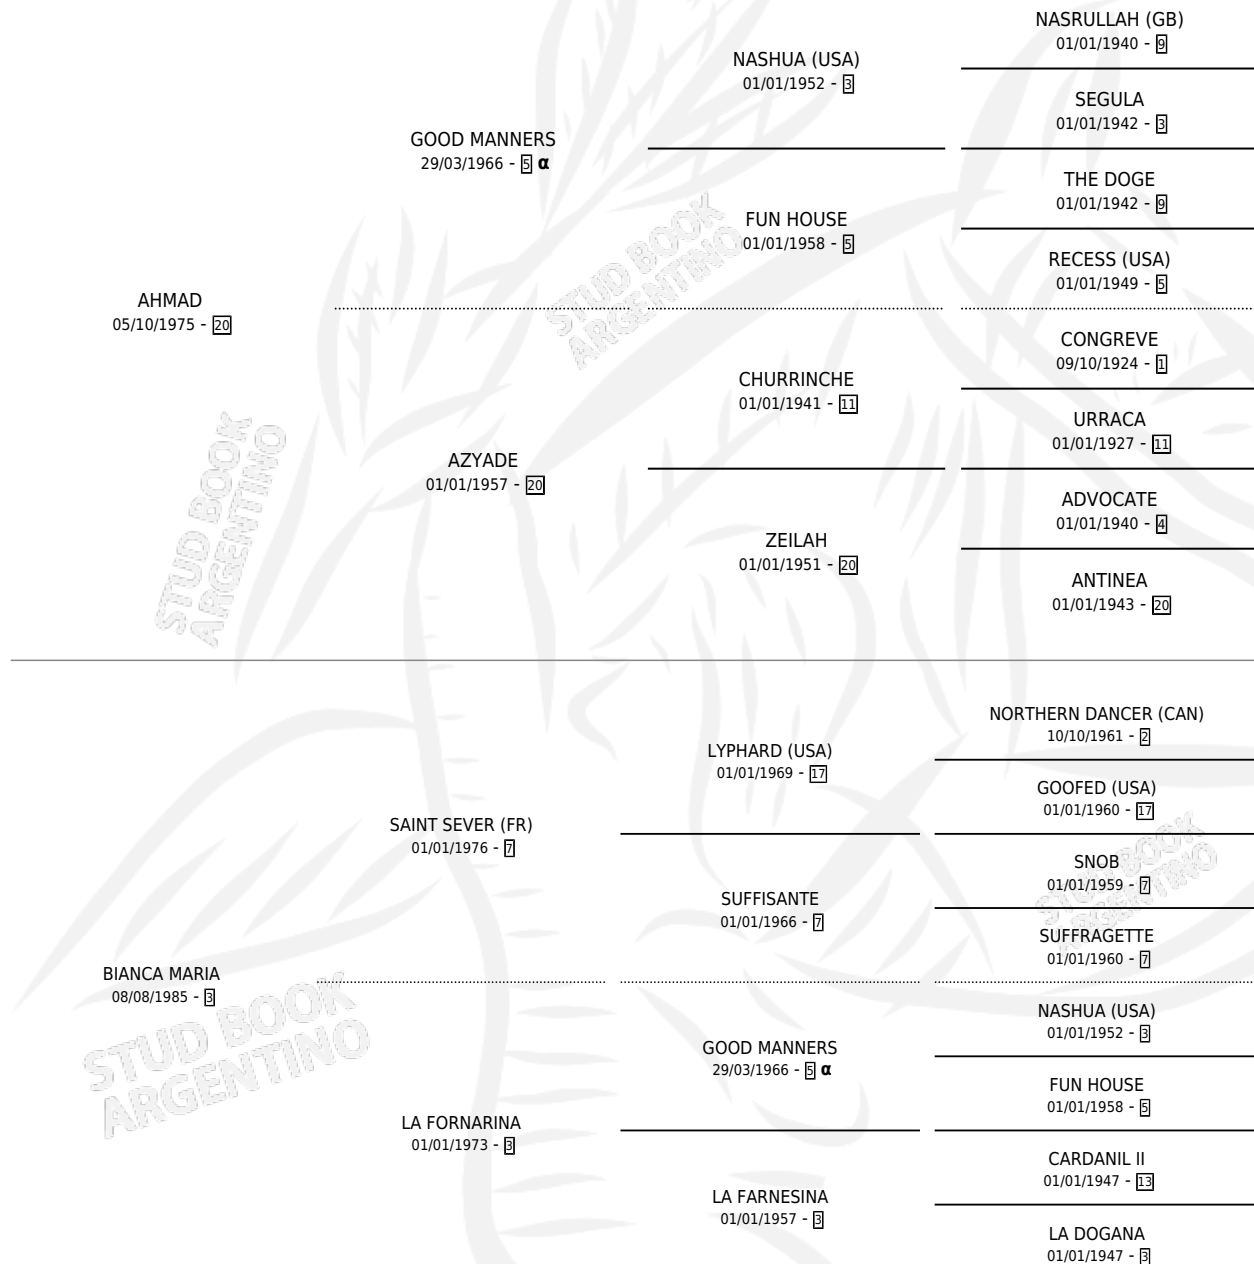 NASRULLAH (GB)
01/01/1940 - 9
NASHUA (USA)
01/01/1952 - 3
SEGULA
01/01/1942 - 3
GOOD MANNERS
29/03/1966 - 5 α
THE DOGE
01/01/1942 - 9
FUN HOUSE
01/01/1958 - 5
RECESS (USA)
01/01/1949 - 5
AHMAD
05/10/1975 - 20
CONGREVE
09/10/1924 - 1
CHURRINCHE
01/01/1941 - 11
URRACA
01/01/1927 - 11
AZYADE
01/01/1957 - 20
ADVOCATE
01/01/1940 - 4
ZEILAH
01/01/1951 - 20
ANTINEA
01/01/1943 - 20
NORTHERN DANCER (CAN)
10/10/1961 - 2
LYPHARD (USA)
01/01/1969 - 17
GOOFED (USA)
01/01/1960 - 17
SAINT SEVER (FR)
01/01/1976 - 7
SNOB
01/01/1959 - 7
SUFFISANTE
01/01/1966 - 7
SUFFRAGETTE
01/01/1960 - 7
BIANCA MARIA
08/08/1985 - 3
NASHUA (USA)
01/01/1952 - 3
GOOD MANNERS
29/03/1966 - 5 α
FUN HOUSE
01/01/1958 - 5
LA FORNARINA
01/01/1973 - 3
CARDANIL II
01/01/1947 - 13
LA FARNESINA
01/01/1957 - 3
LA DOGANA
01/01/1947 - 3
STUD BOOK
ARGENTINO
STUD BOOK
ARGENTINO
STUD BOOK
ARGENTINO
STUD BOOK
ARGENTINO